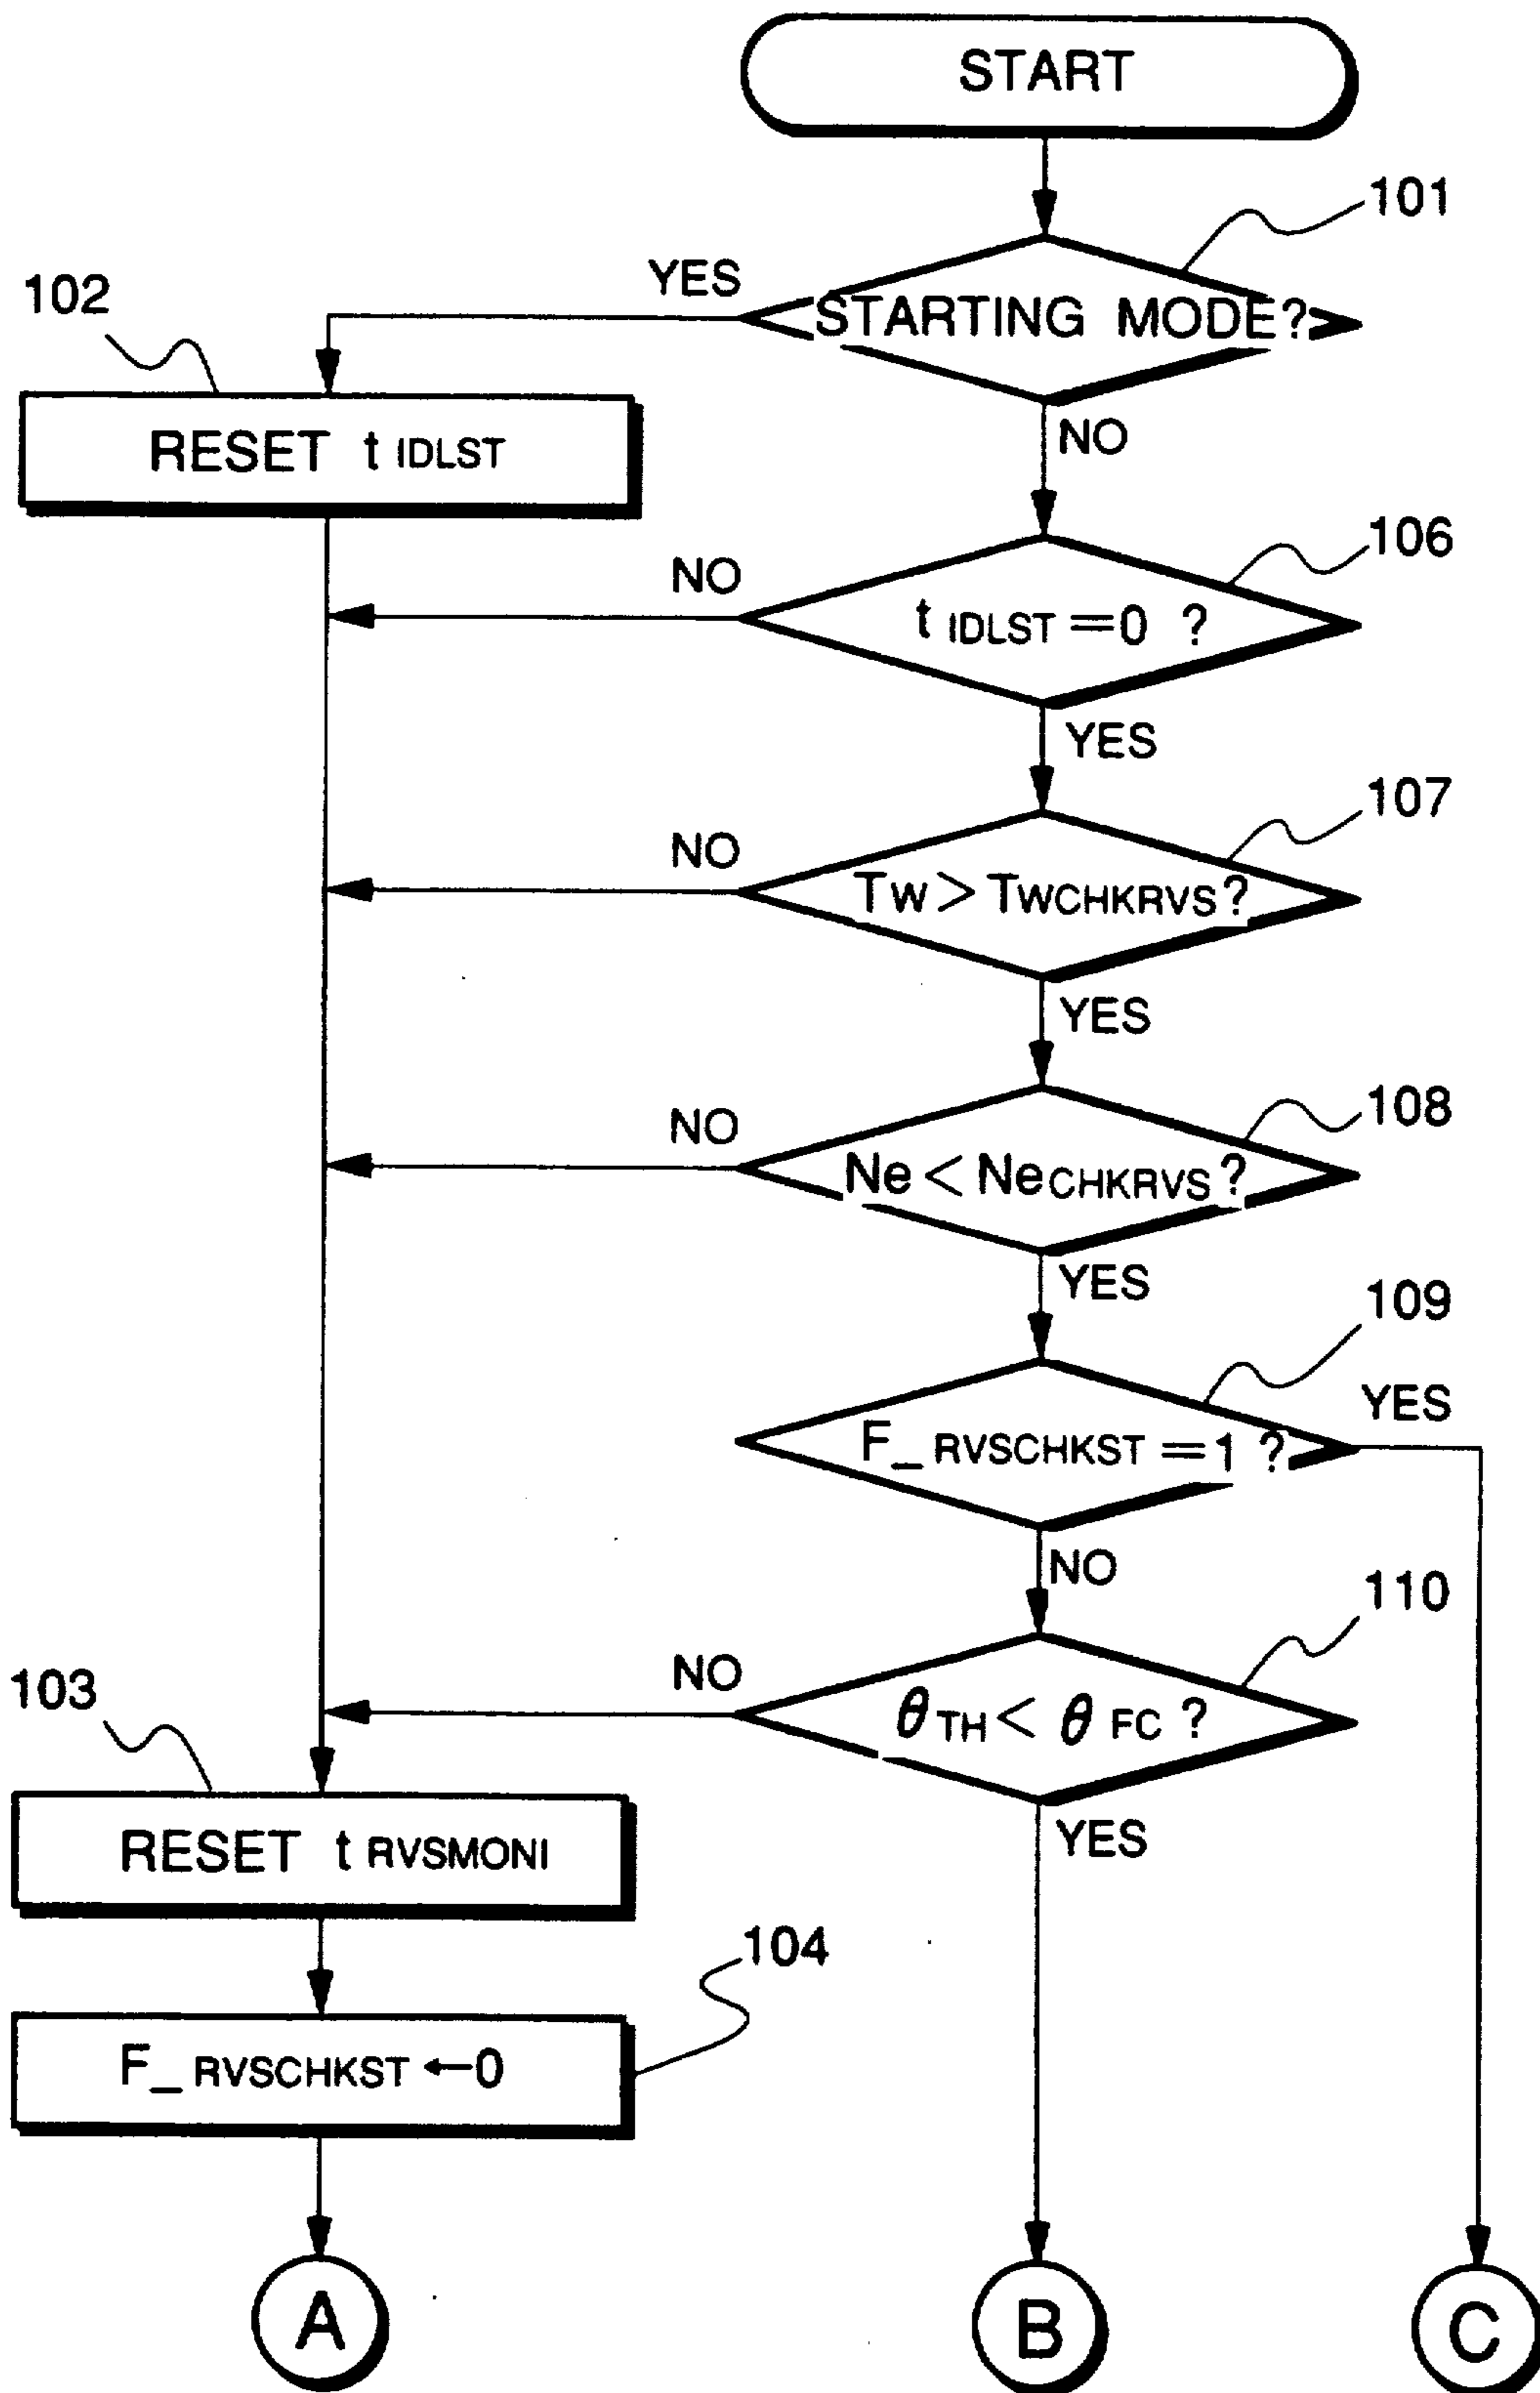 START
101
STARTING MODE?
YES
102
RESET t IDLST
NO
106
NO
t IDLST =0 ?
YES
107
NO
Tw > TWCHKRVS?
YES
108
NO
Ne < NeCHKRVS?
YES
109
YES
F_RVSCHKST =1 ?
NO
110
NO
θ TH < θ FC ?
103
YES
RESET t RVSMONI
104
F_RVSCHKST ←0
A
B
C